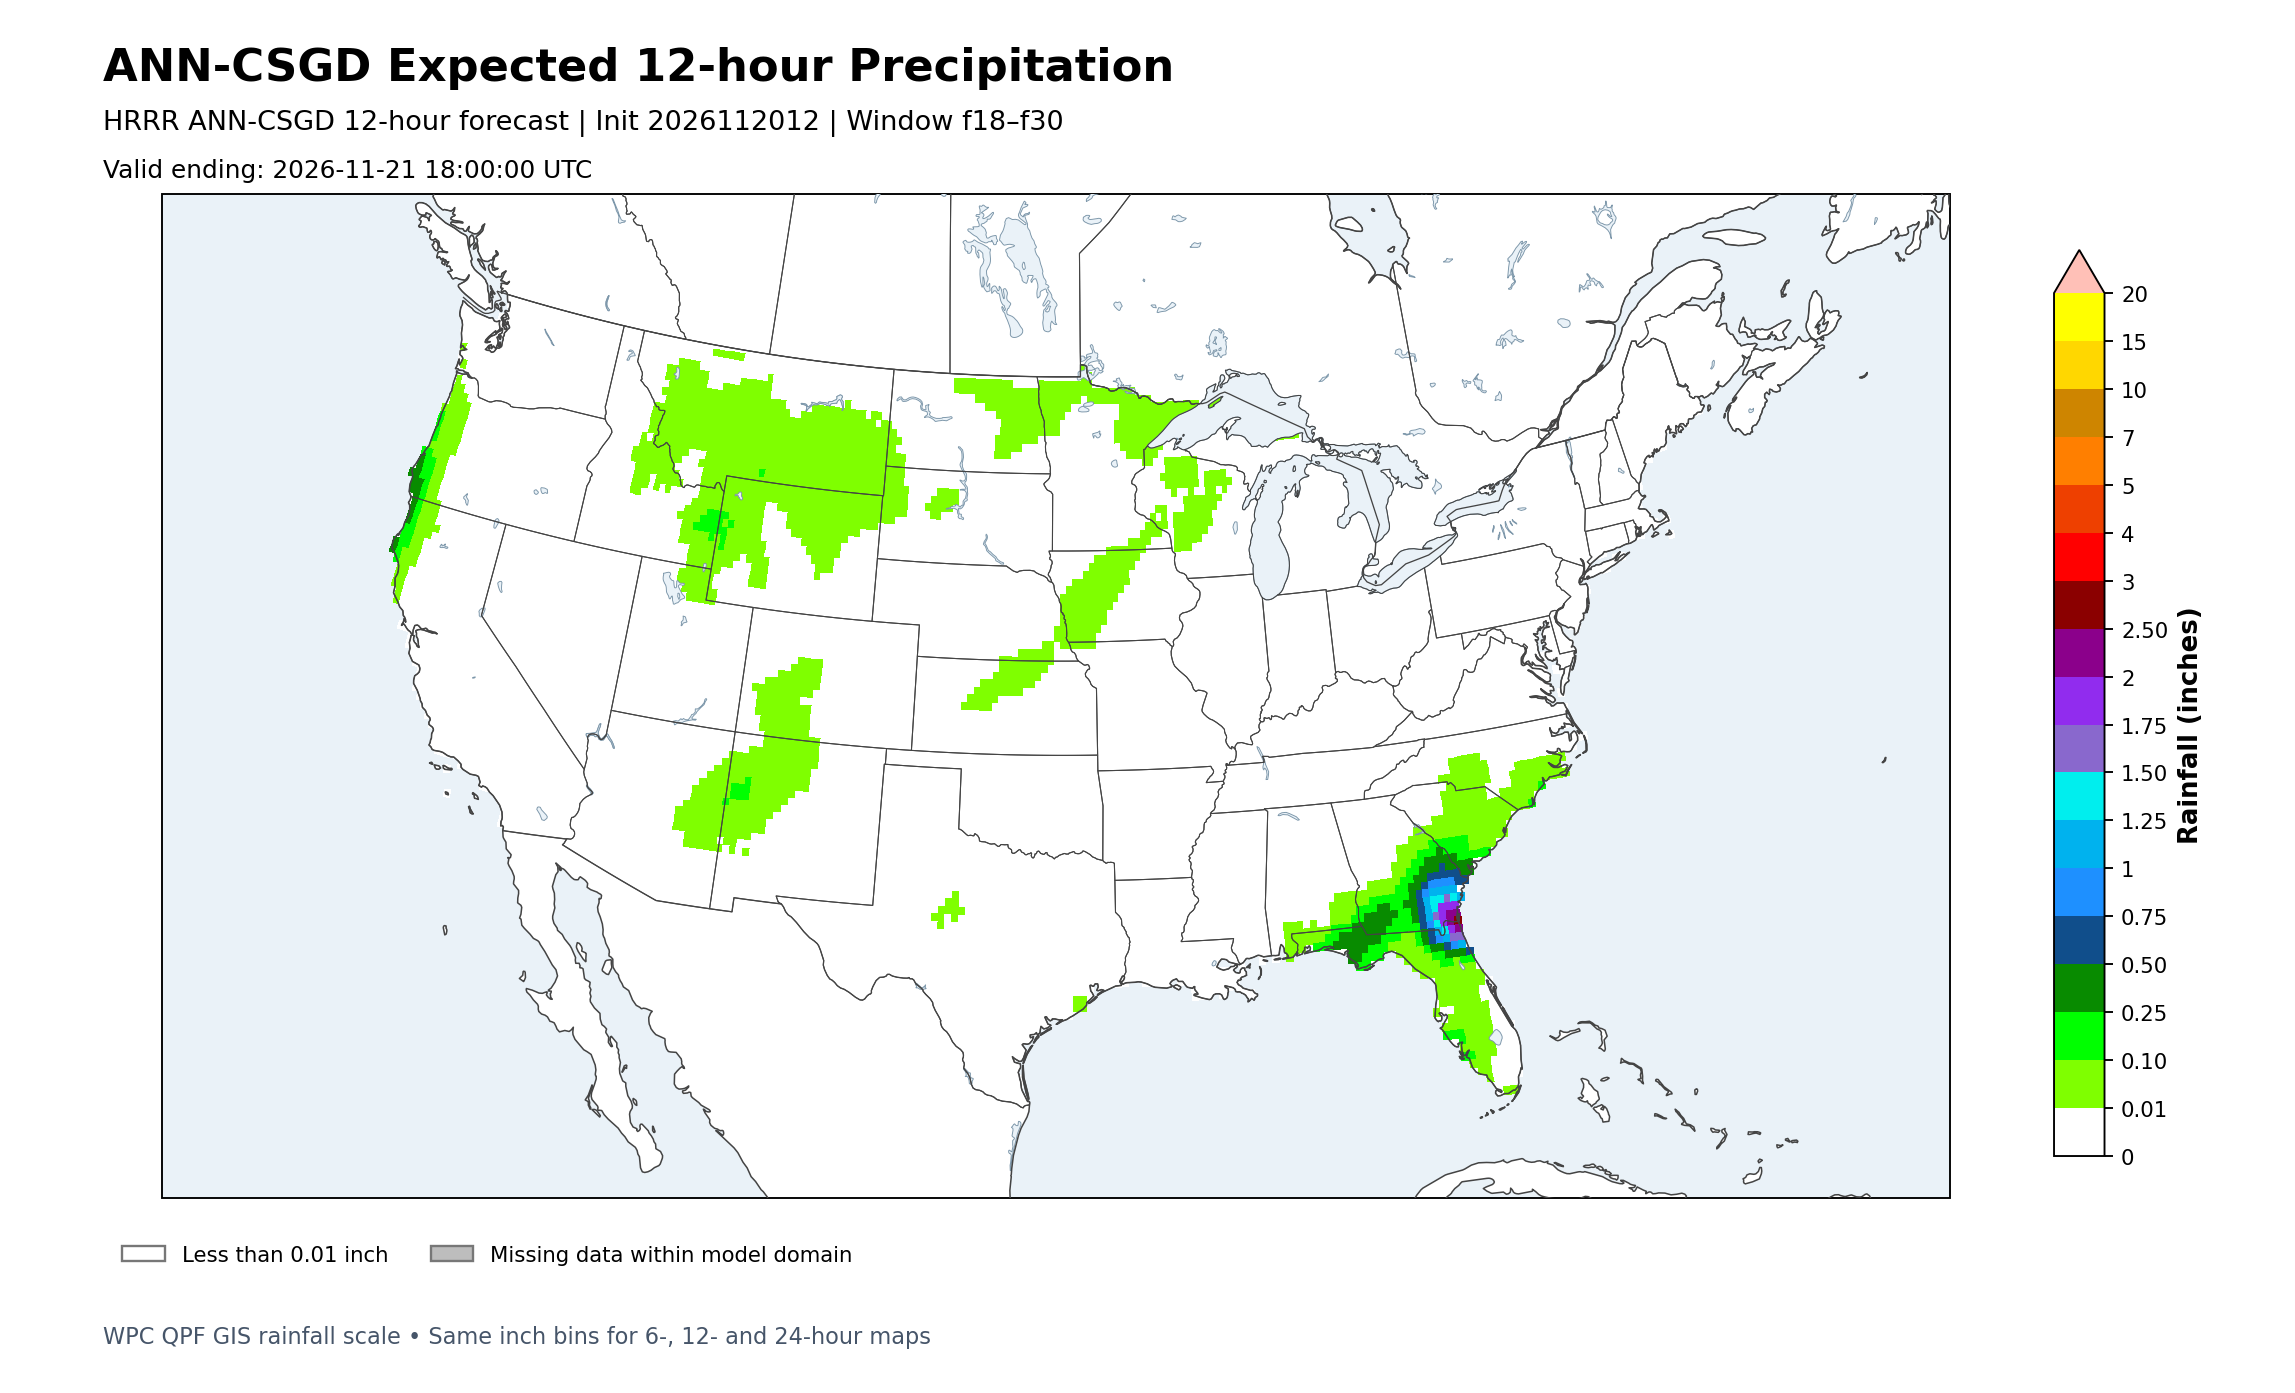 ANN-CSGD Expected 12-hour Precipitation
HRRR ANN-CSGD 12-hour forecast | Init 2026112012 | Window f18–f30
Valid ending: 2026-11-21 18:00:00 UTC
20
15
10
7
5
4
3
2.50
2
1.75
1.50
1.25
1
0.75
0.50
0.25
0.10
0.01
0
Rainfall (inches)
Less than 0.01 inch
Missing data within model domain
WPC QPF GIS rainfall scale • Same inch bins for 6-, 12- and 24-hour maps